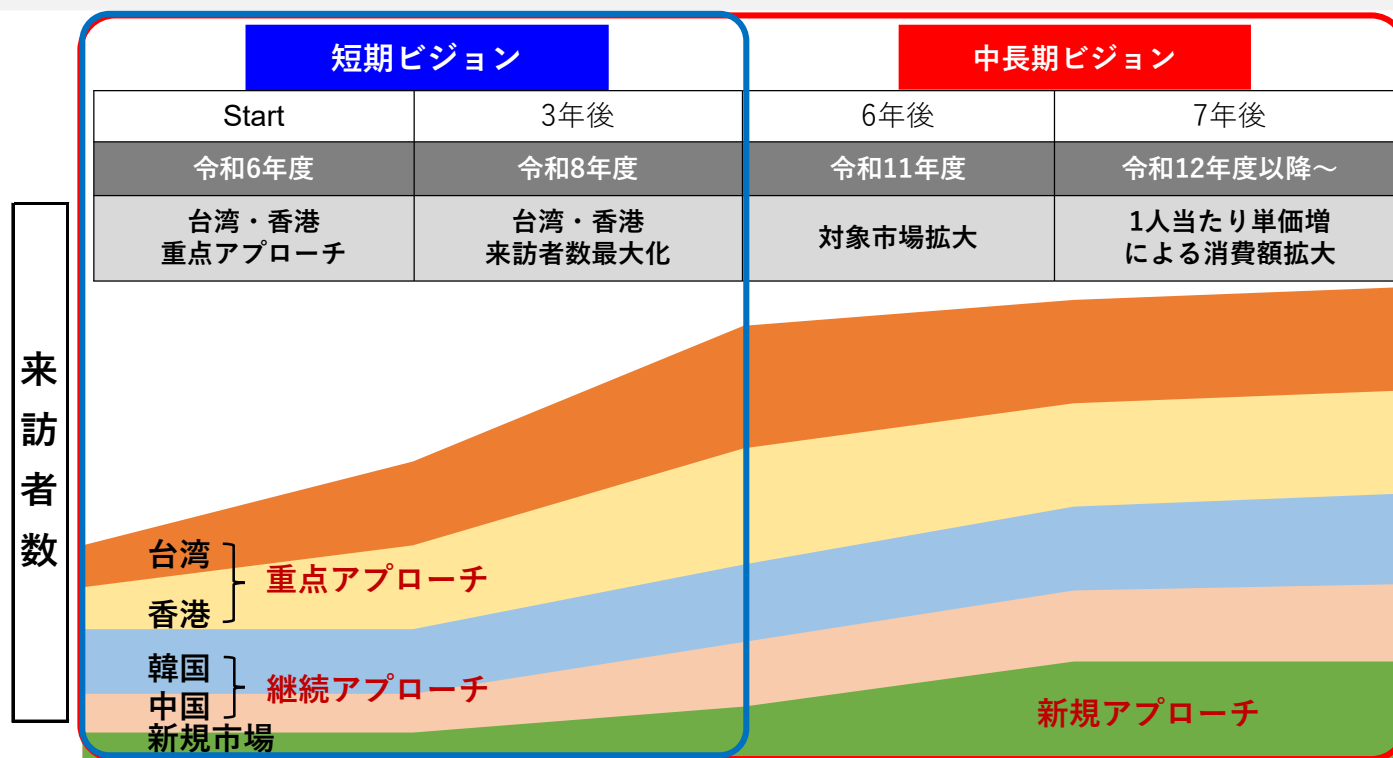 短期ビジョン
中長期ビジョン
Start
3年後
6年後
7年後
令和6年度
令和8年度
令和11年度
令和12年度以降～
台湾・香港
重点アプローチ
台湾・香港
来訪者数最大化
対象市場拡大
1人当たり単価増
による消費額拡大
来訪者数
台湾
香港
重点アプローチ
韓国
中国
継続アプローチ
新規市場
新規アプローチ